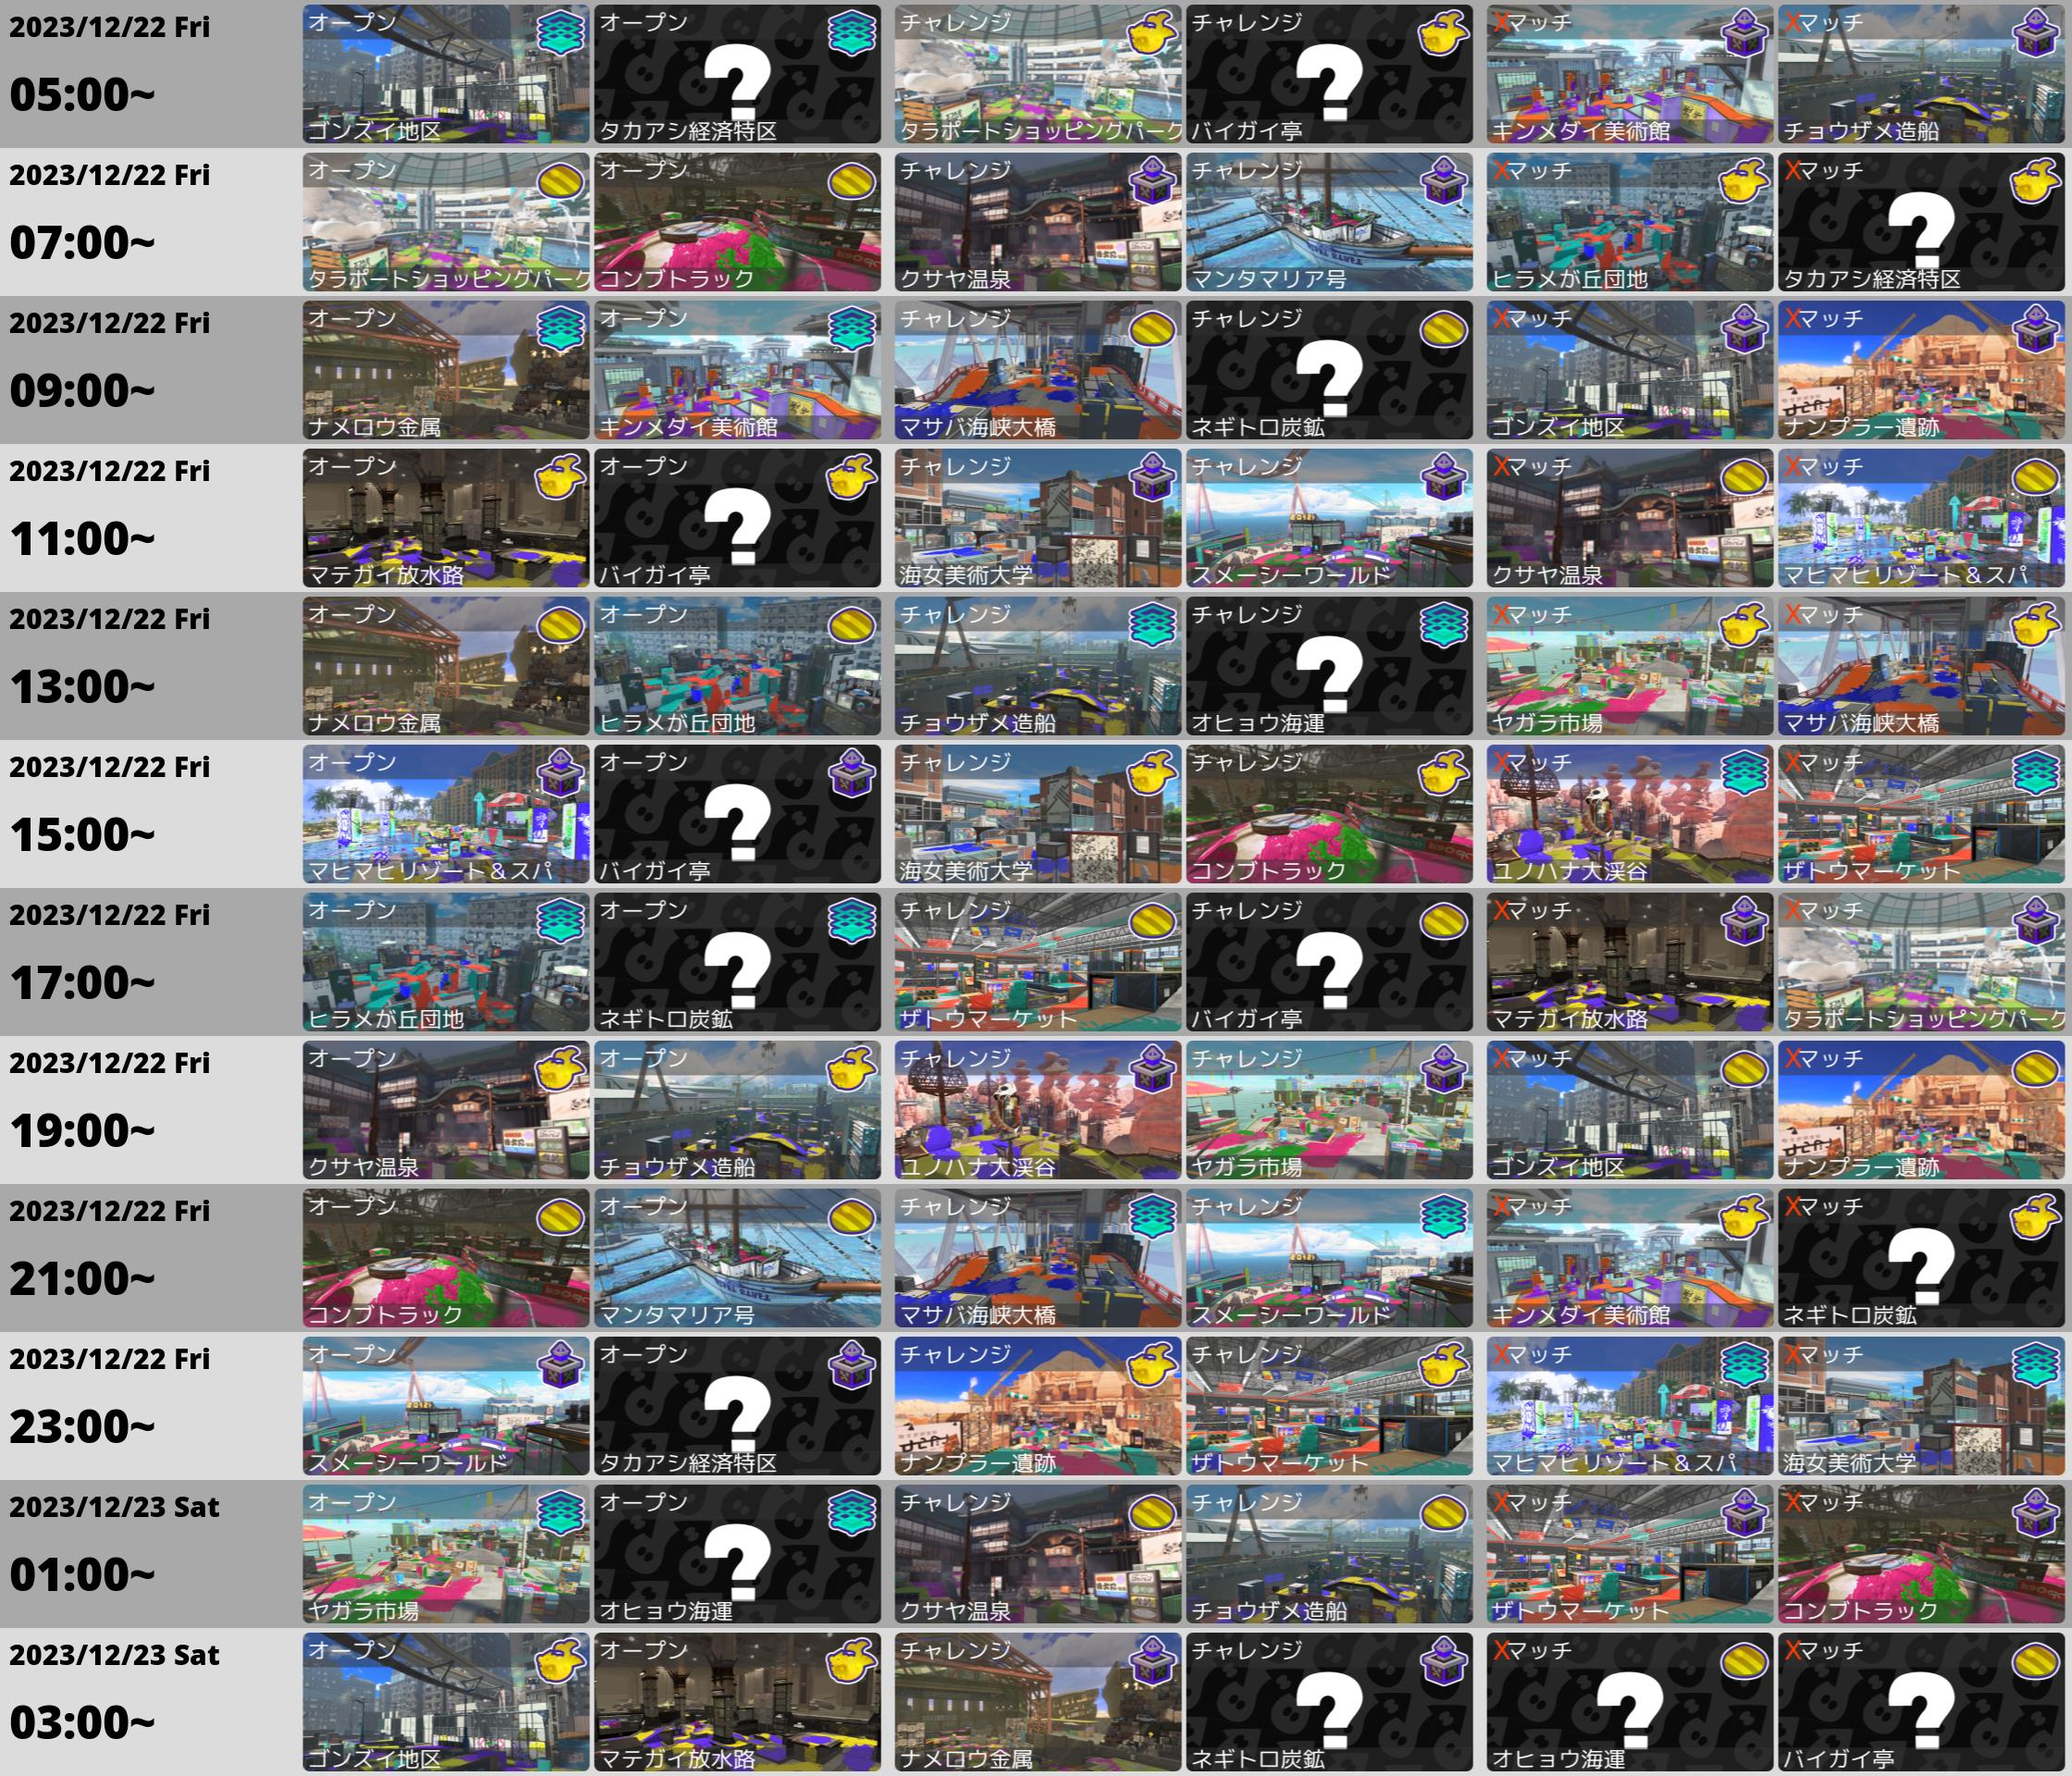 2023/12/22 Fri
05:00~
オープン
ゴンズイ地区
オープン
?
タカアシ経済特区
チャレンジ
タラポートショッピングパーク
チャレンジ
?
バイガイ亭
Xマッチ
キンメダイ美術館
Xマッチ
チョウザメ造船
2023/12/22 Fri
07:00~
オープン
タラポートショッピングパーク
オープン
コンブトラック
チャレンジ
クサヤ温泉
チャレンジ
マンタマリア号
Xマッチ
ヒラメが丘団地
Xマッチ
?
タカアシ経済特区
2023/12/22 Fri
09:00~
オープン
ナメロウ金属
オープン
キンメダイ美術館
チャレンジ
マサバ海峡大橋
チャレンジ
?
ネギトロ炭鉱
Xマッチ
ゴンズイ地区
Xマッチ
ナンプラー遺跡
2023/12/22 Fri
11:00~
オープン
マテガイ放水路
オープン
?
バイガイ亭
チャレンジ
海女美術大学
チャレンジ
スメーシーワールド
Xマッチ
クサヤ温泉
Xマッチ
マヒマヒリゾート＆スパ
2023/12/22 Fri
13:00~
オープン
ナメロウ金属
オープン
ヒラメが丘団地
チャレンジ
チョウザメ造船
チャレンジ
?
オヒョウ海運
Xマッチ
ヤガラ市場
Xマッチ
マサバ海峡大橋
2023/12/22 Fri
15:00~
オープン
マヒマヒリゾート＆スパ
オープン
?
バイガイ亭
チャレンジ
海女美術大学
チャレンジ
コンブトラック
Xマッチ
ユノハナ大渓谷
Xマッチ
ザトウマーケット
2023/12/22 Fri
17:00~
オープン
ヒラメが丘団地
オープン
?
ネギトロ炭鉱
チャレンジ
ザトウマーケット
チャレンジ
?
バイガイ亭
Xマッチ
マテガイ放水路
Xマッチ
タラポートショッピングパーク
2023/12/22 Fri
19:00~
オープン
クサヤ温泉
オープン
チョウザメ造船
チャレンジ
ユノハナ大渓谷
チャレンジ
ヤガラ市場
Xマッチ
ゴンズイ地区
Xマッチ
ナンプラー遺跡
2023/12/22 Fri
21:00~
オープン
コンブトラック
オープン
マンタマリア号
チャレンジ
マサバ海峡大橋
チャレンジ
スメーシーワールド
Xマッチ
キンメダイ美術館
Xマッチ
?
ネギトロ炭鉱
2023/12/22 Fri
23:00~
オープン
スメーシーワールド
オープン
?
タカアシ経済特区
チャレンジ
ナンプラー遺跡
チャレンジ
ザトウマーケット
Xマッチ
マヒマヒリゾート＆スパ
Xマッチ
海女美術大学
2023/12/23 Sat
01:00~
オープン
ヤガラ市場
オープン
?
オヒョウ海運
チャレンジ
クサヤ温泉
チャレンジ
チョウザメ造船
Xマッチ
ザトウマーケット
Xマッチ
コンブトラック
2023/12/23 Sat
03:00~
オープン
ゴンズイ地区
オープン
マテガイ放水路
チャレンジ
ナメロウ金属
チャレンジ
?
ネギトロ炭鉱
Xマッチ
?
オヒョウ海運
Xマッチ
?
バイガイ亭